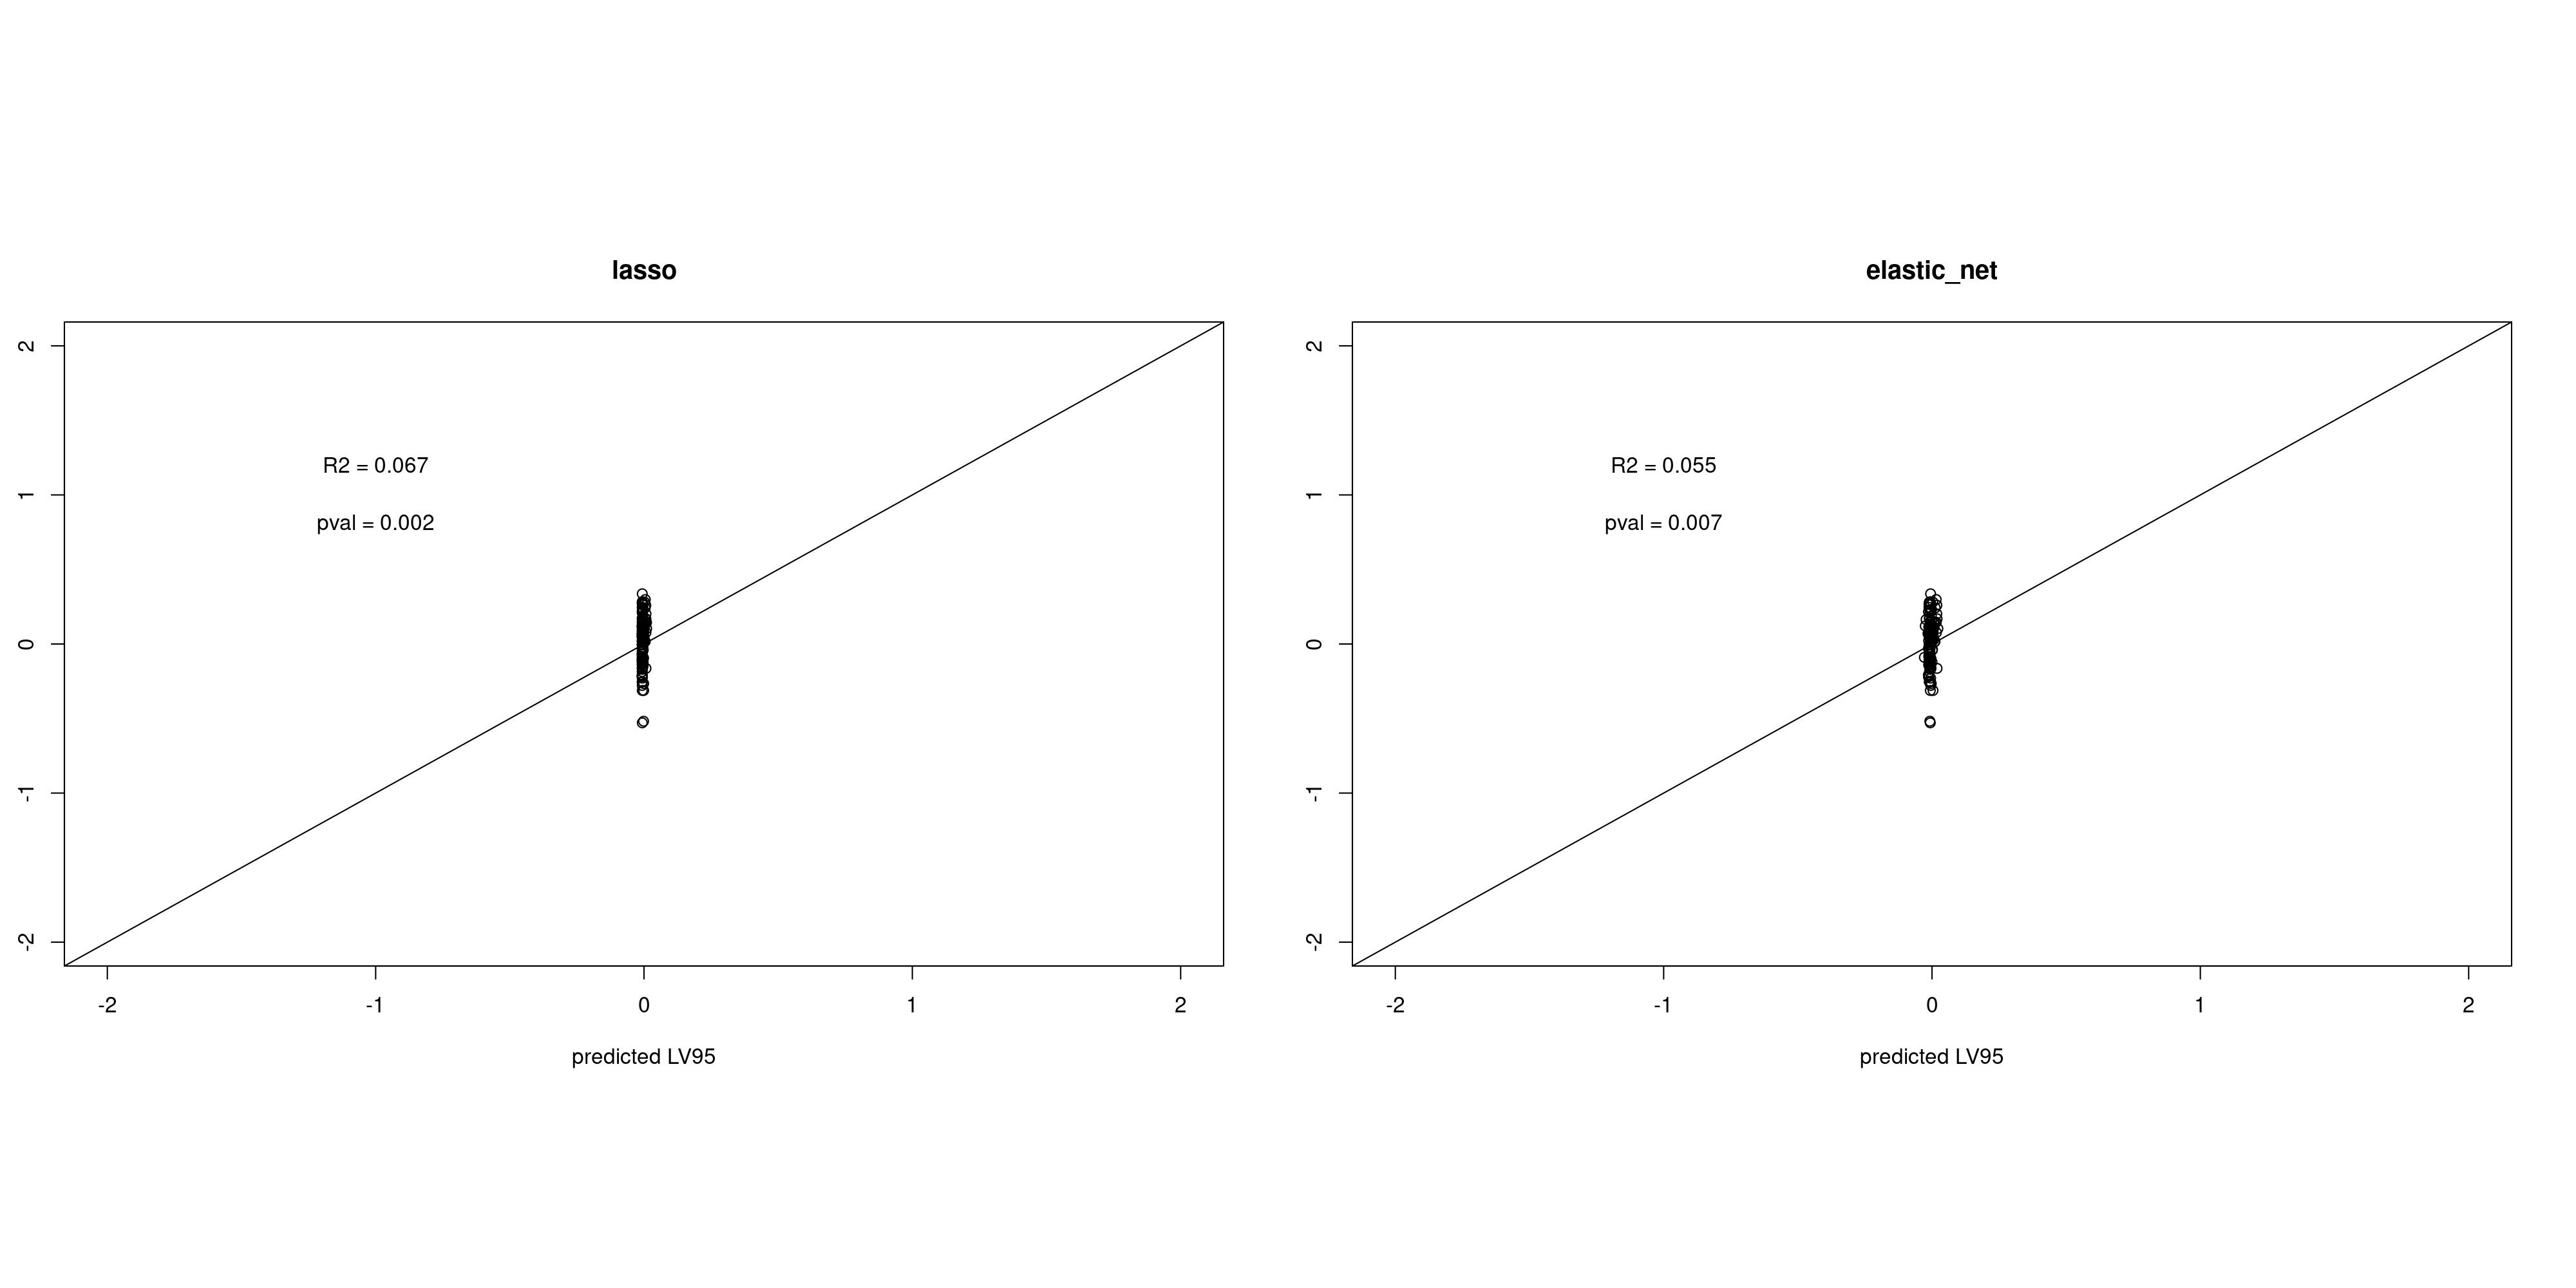 lasso
2
1
0
-1
-2
R2 = 0.067
pval = 0.002
-2
-1
0
1
2
predicted LV95
elastic_net
2
1
0
-1
-2
R2 = 0.055
pval = 0.007
-2
-1
0
1
2
predicted LV95